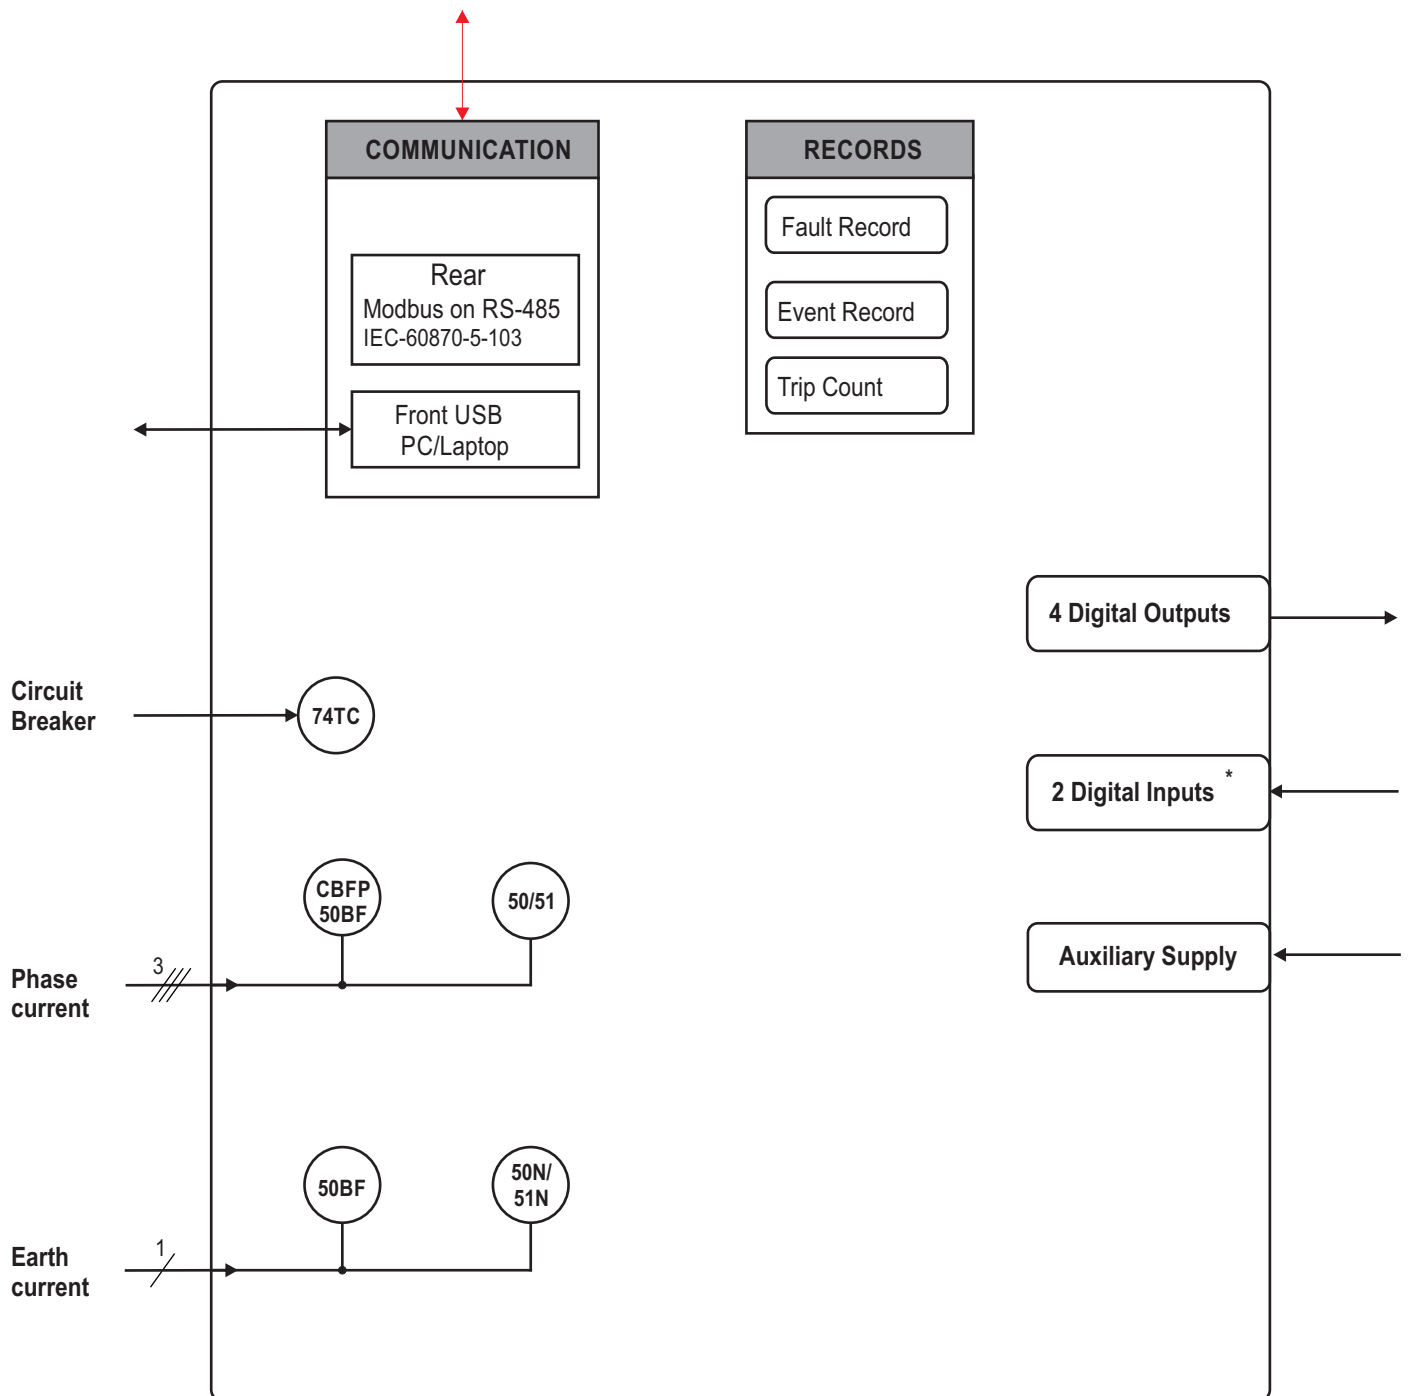 COMMUNICATION
Rear
Modbus on RS-485
IEC-60870-5-103
Front USB
PC/Laptop
RECORDS
Fault Record
Event Record
Trip Count
4 Digital Outputs
Circuit
Breaker
74TC
2 Digital Inputs *
CBFP
50BF
50/51
Phase
current
3
Auxiliary Supply
50BF
50N/
51N
Earth
current
1